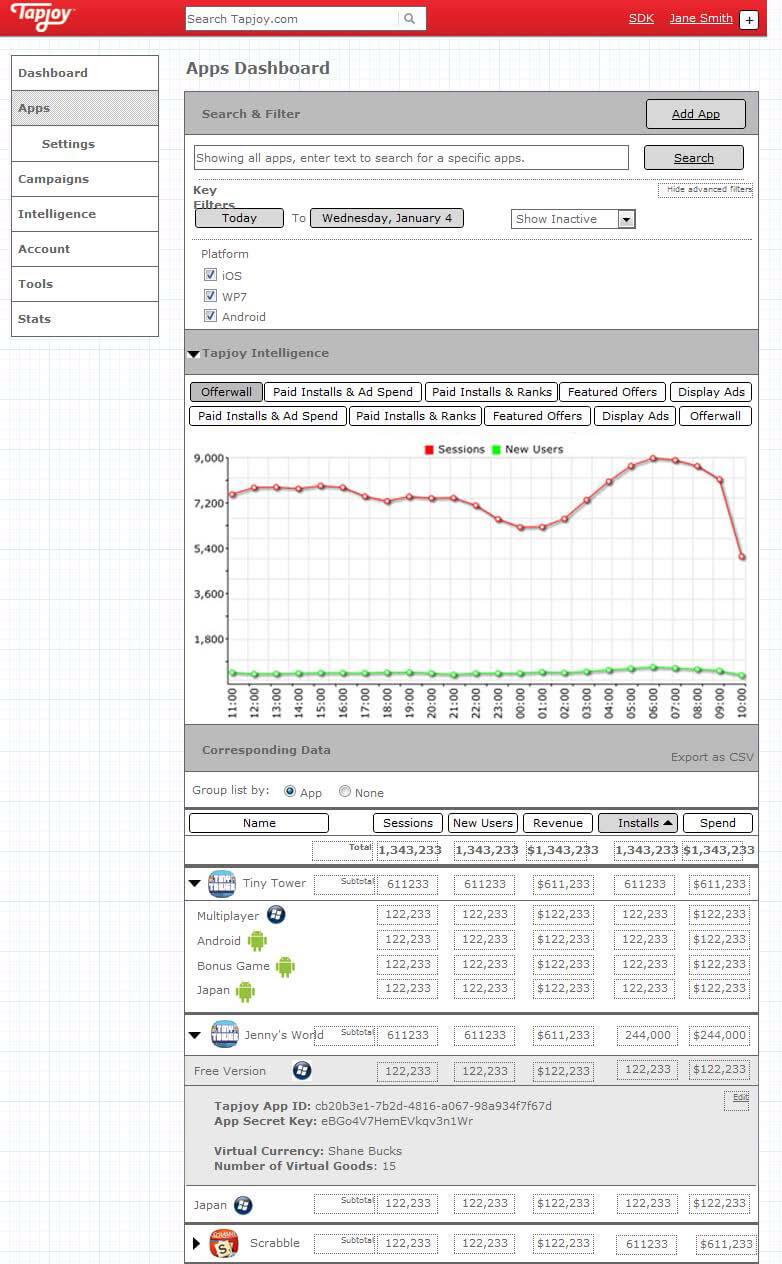 Tapjoy
Search Tapjoy.com
SDK Jane Smith +
Dashboard
Apps
Settings
Campaigns
Intelligence
Account
Tools
Stats
Apps Dashboard
Search & Filter Add App
Showing all apps, enter text to search for a specific apps. Search
Key Filters Hide advanced filters
Today To Wednesday, January 4 Show Inactive
Platform
iOS
WP7
Android
Tapjoy Intelligence
Offerwall Paid Installs & Ad Spend Paid Installs & Ranks Featured Offers Display Ads
Paid Installs & Ad Spend Paid Installs & Ranks Featured Offers Display Ads Offerwall
Sessions New Users
9,000
7,200
5,400
3,600
1,800
11:00 12:00 13:00 14:00 15:00 16:00 17:00 18:00 19:00 20:00 21:00 22:00 23:00 00:00 01:00 02:00 03:00 04:00 05:00 06:00 07:00 08:00 09:00 10:00
Corresponding Data Export as CSV
Group list by: App None
Name Sessions New Users Revenue Installs Spend
Total 1,343,233 1,343,233 $1,343,233 1,343,233 $1,343,233
Tiny Tower Subtotal 611233 611233 $611,233 611233 $611,233
Multiplayer 122,233 122,233 $122,233 122,233 $122,233
Android 122,233 122,233 $122,233 122,233 $122,233
Bonus Game 122,233 122,233 $122,233 122,233 $122,233
Japan 122,233 122,233 $122,233 122,233 $122,233
Jenny's World Subtotal 611233 611233 $611,233 244,000 $244,000
Free Version 122,233 122,233 $122,233 122,233 $122,233
Edit
Tapjoy App ID: cb20b3e1-7b2d-4816-a067-98a934f7f67d
App Secret Key: eBGo4V7HemEVkqv3n1Wr
Virtual Currency: Shane Bucks
Number of Virtual Goods: 15
Japan Subtotal 122,233 122,233 $122,233 122,233 $122,233
Scrabble Subtotal 122,233 122,233 $122,233 611233 $611,233